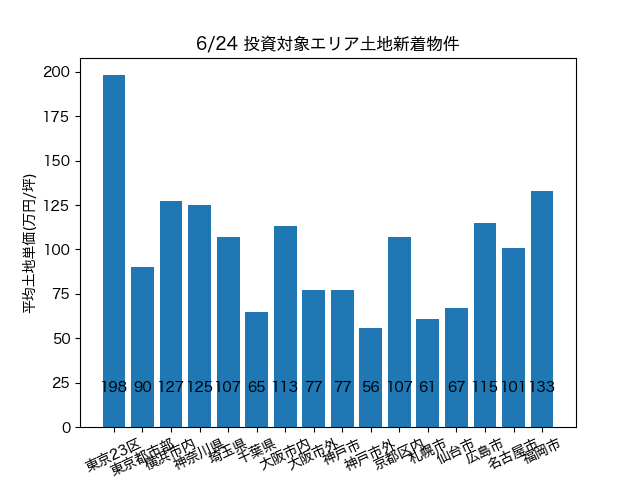 6/24 投資対象エリア土地新着物件
平均土地単価(万円/坪)
200
175
150
125
100
75
50
25
0
198 90 127 125 107 65 113 77 77 56 107 61 67 115 101 133
東京23区 東京都市部 横浜市内 神奈川県 埼玉県 千葉県 大阪市内 大阪市外 神戸市 神戸市外 京都区内 札幌市 仙台市 広島市 名古屋市 福岡市